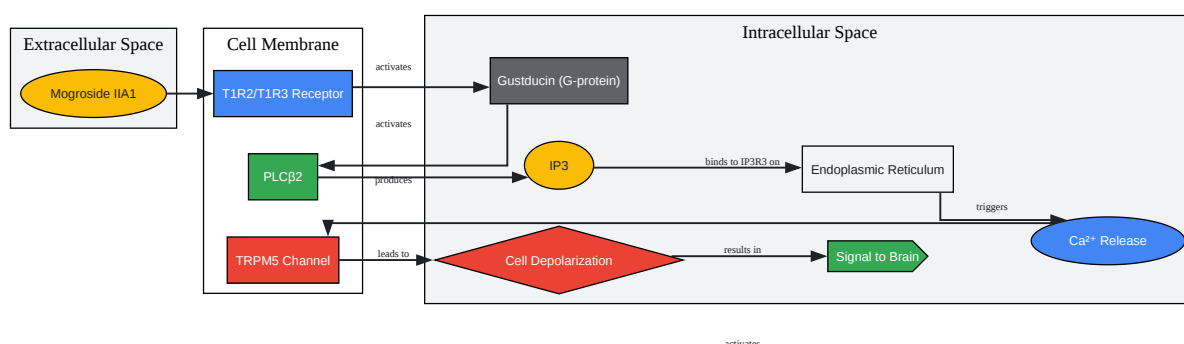 Extracellular Space
Mogroside IIA1
Cell Membrane
T1R2/T1R3 Receptor
activates
Intracellular Space
Gustducin (G-protein)
activates
PLCβ2
produces
IP3
binds to IP3R3 on
Endoplasmic Reticulum
triggers
Ca²⁺ Release
TRPM5 Channel
leads to
Cell Depolarization
results in
Signal to Brain
activates